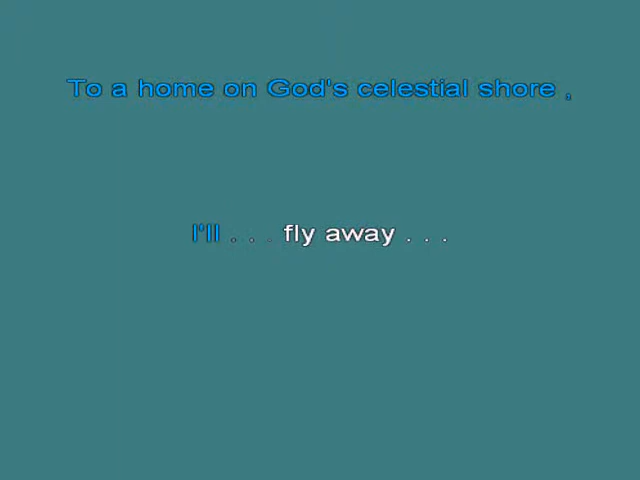 To a home on God's celestial shore ,
I'll . . . fly away . . .